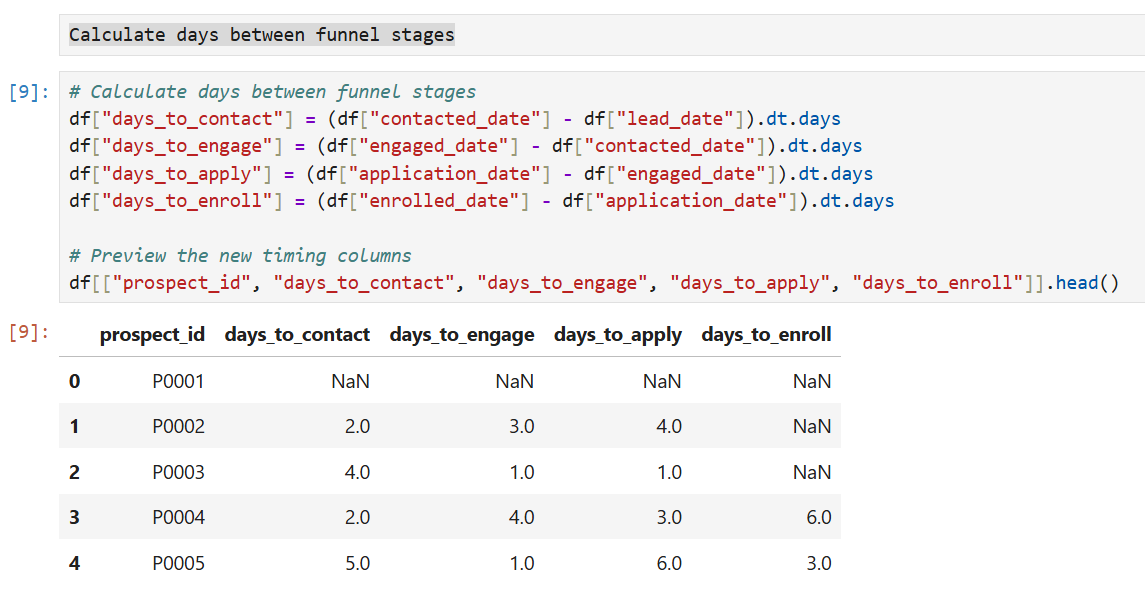 Calculate days between funnel stages
[9]:
# Calculate days between funnel stages
df["days_to_contact"] = (df["contacted_date"] - df["lead_date"]).dt.days
df["days_to_engage"] = (df["engaged_date"] - df["contacted_date"]).dt.days
df["days_to_apply"] = (df["application_date"] - df["engaged_date"]).dt.days
df["days_to_enroll"] = (df["enrolled_date"] - df["application_date"]).dt.days
# Preview the new timing columns
df[["prospect_id", "days_to_contact", "days_to_engage", "days_to_apply", "days_to_enroll"]].head()
[9]:
prospect_id days_to_contact days_to_engage days_to_apply days_to_enroll
0 P0001 NaN NaN NaN NaN
1 P0002 2.0 3.0 4.0 NaN
2 P0003 4.0 1.0 1.0 NaN
3 P0004 2.0 4.0 3.0 6.0
4 P0005 5.0 1.0 6.0 3.0